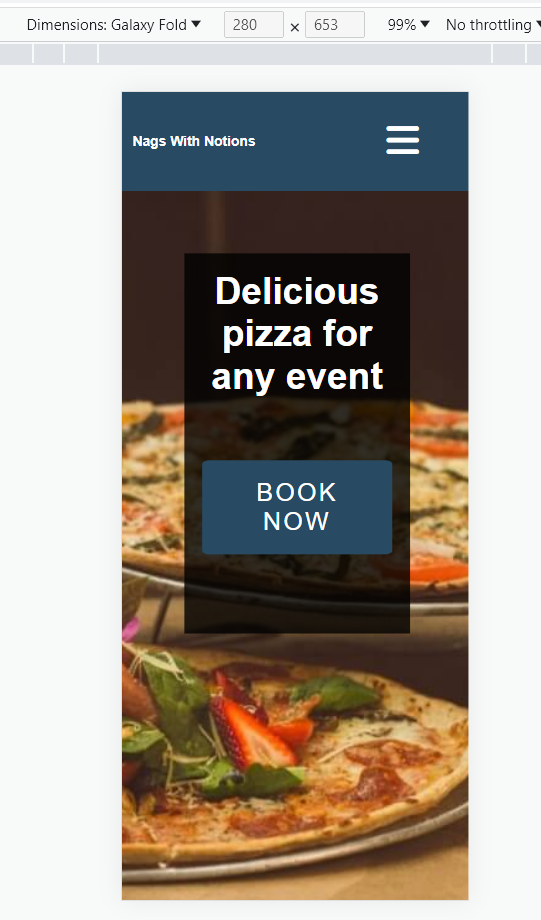 Dimensions: Galaxy Fold 280 × 653 99% No throttling
Nags With Notions
Delicious
pizza for
any event
BOOK
NOW